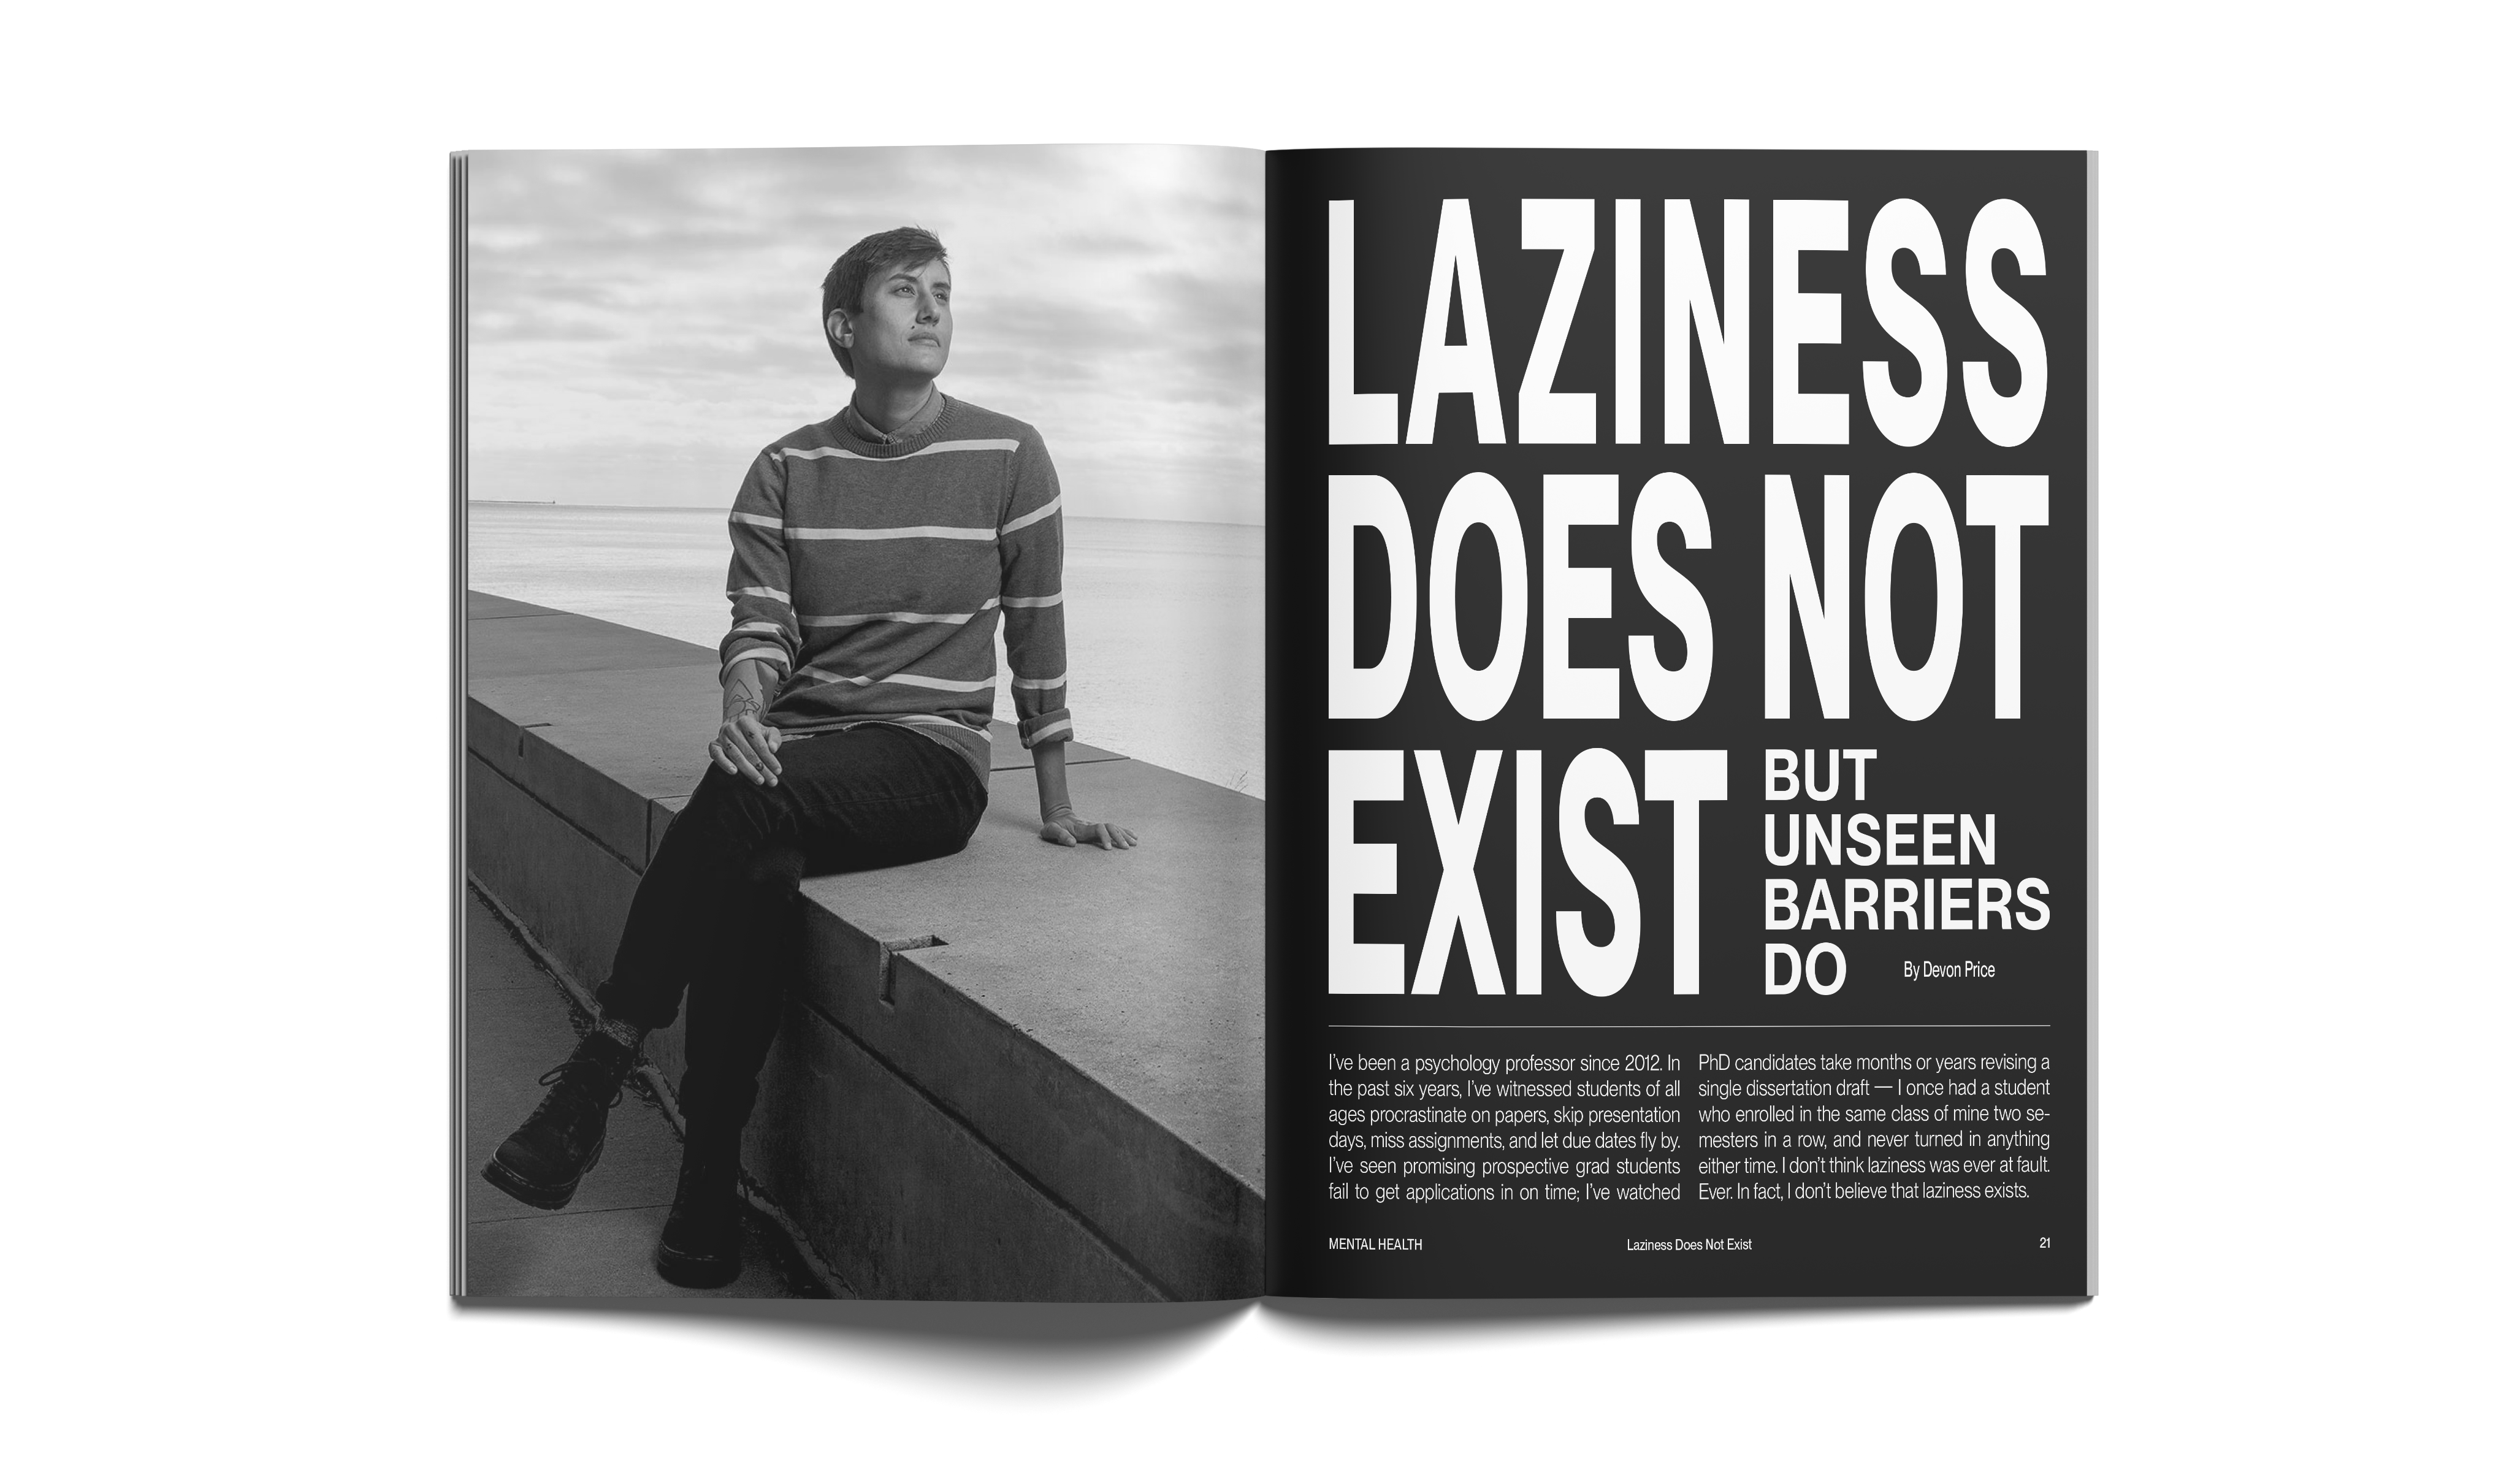 LAZINESS
DOES NOT
EXIST
BUT
UNSEEN
BARRIERS
DO
By Devon Price
I've been a psychology professor since 2012. In
the past six years, I've witnessed students of all
ages procrastinate on papers, skip presentation
days, miss assignments, and let due dates fly by.
I've seen promising prospective grad students
fail to get applications in on time; I've watched
PhD candidates take months or years revising a
single dissertation draft — I once had a student
who enrolled in the same class of mine two se-
mesters in a row, and never turned in anything
either time. I don't think laziness was ever at fault.
Ever. In fact, I don't believe that laziness exists.
MENTAL HEALTH
Laziness Does Not Exist
21